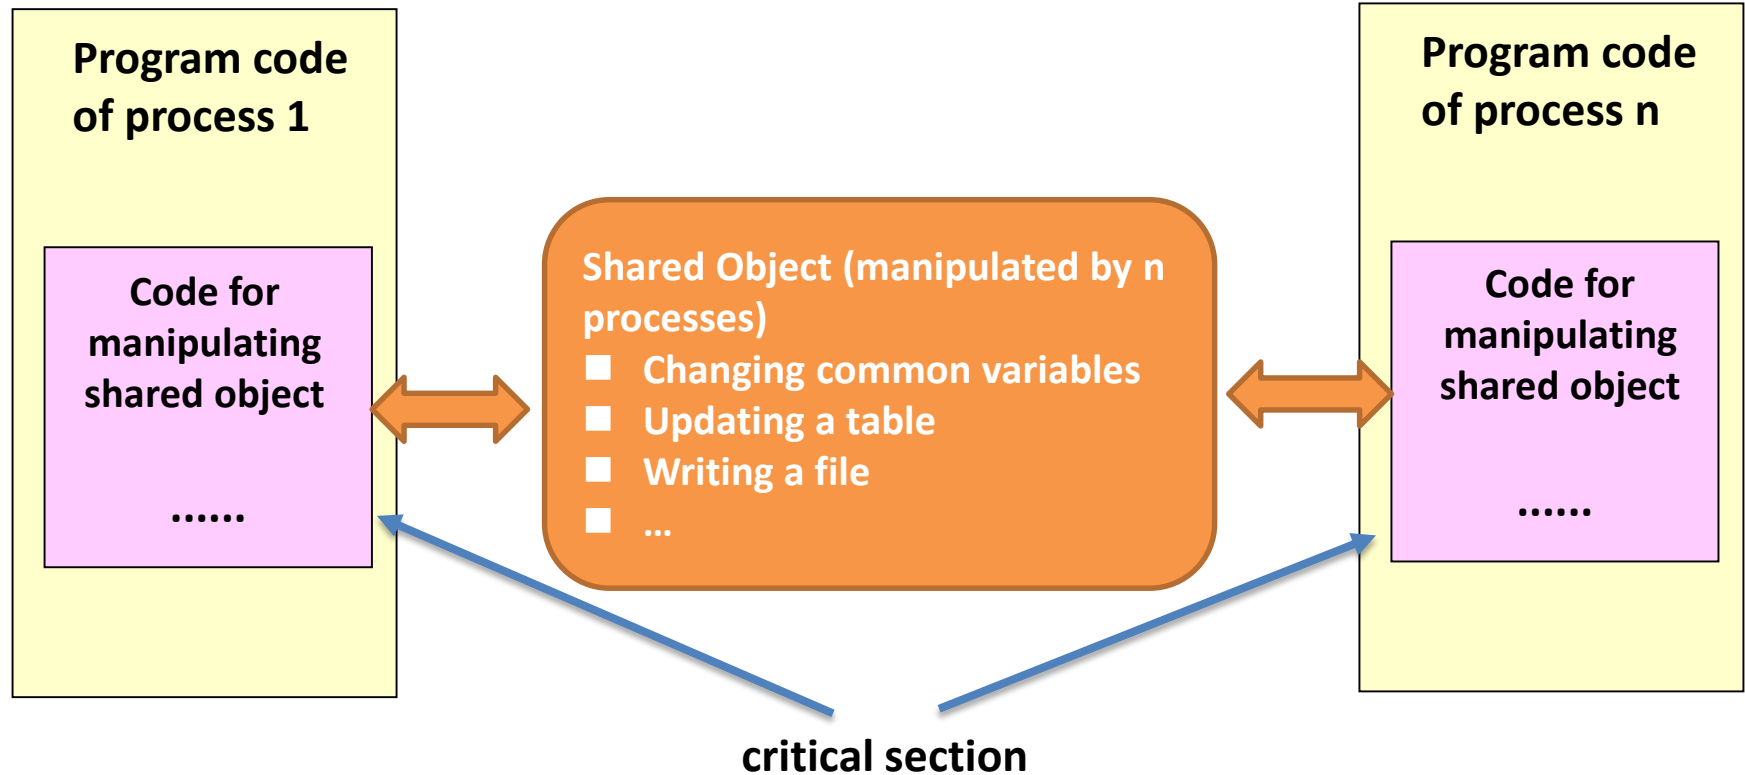 Program code
of process 1
Code for
manipulating
shared object
......
Shared Object (manipulated by n
processes)
Changing common variables
Updating a table
Writing a file
...
Program code
of process n
Code for
manipulating
shared object
......
critical section